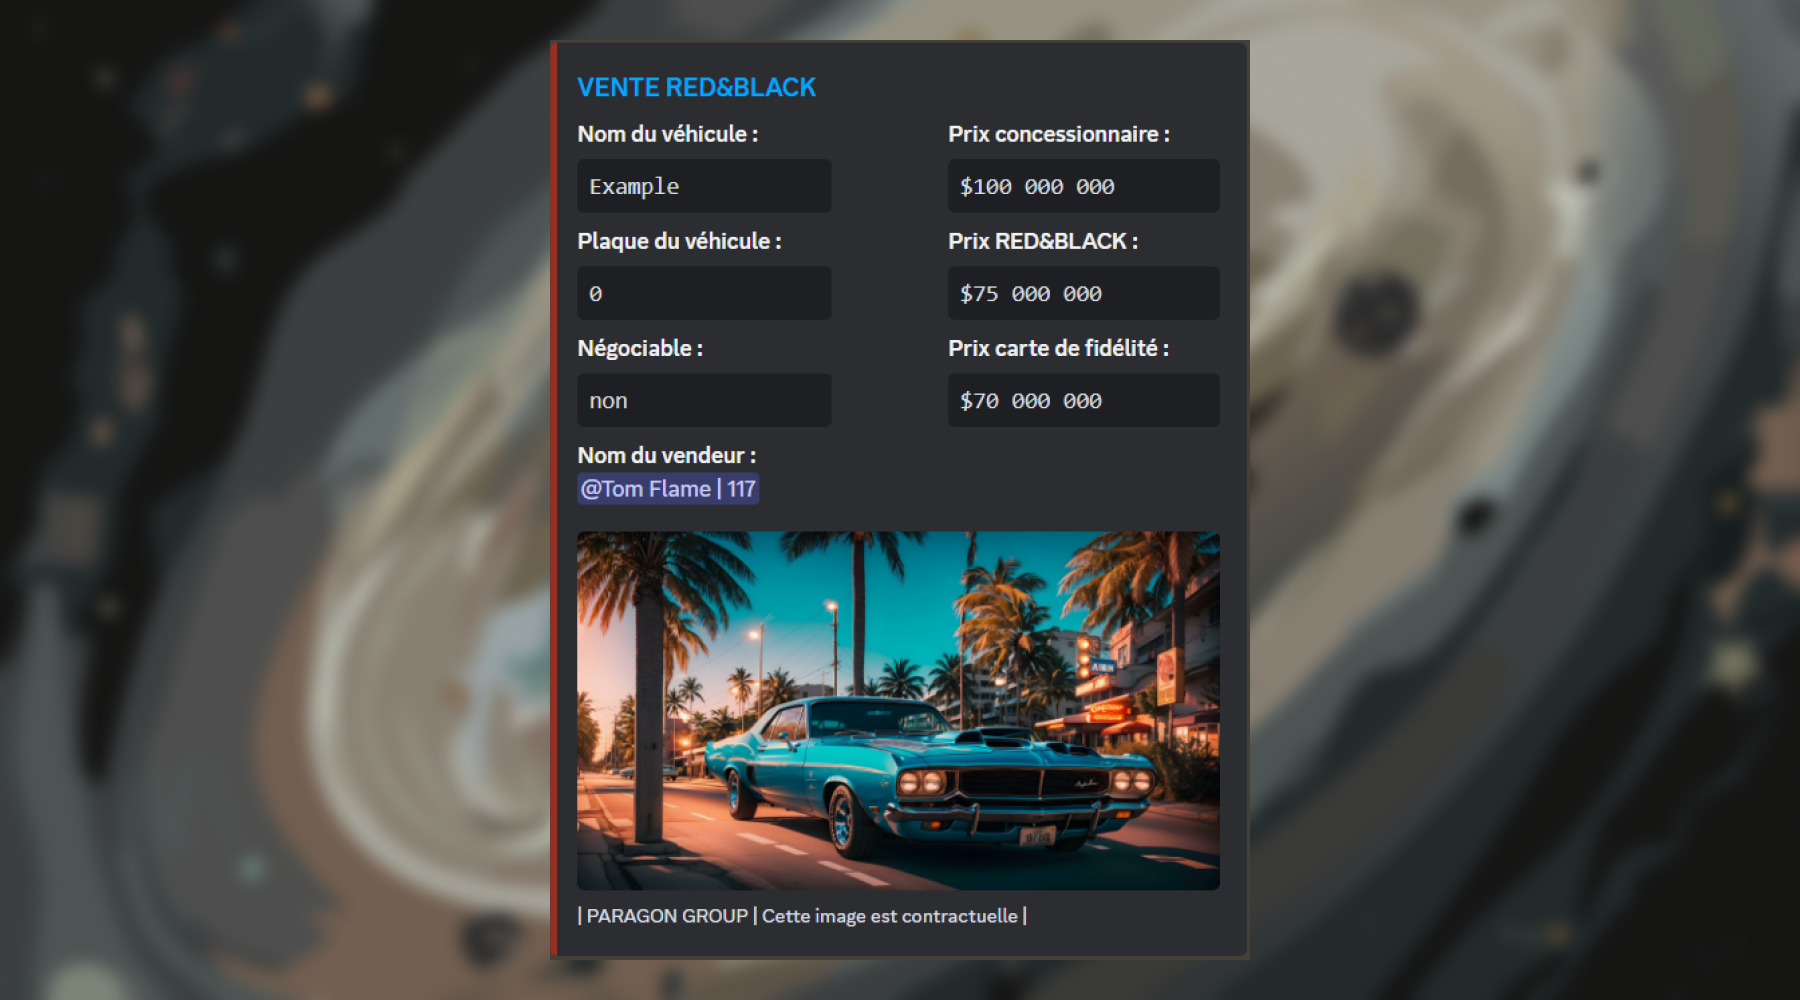 VENTE RED&BLACK
Nom du véhicule :
Example
Prix concessionnaire :
$100 000 000
Plaque du véhicule :
0
Prix RED&BLACK :
$75 000 000
Négociable :
non
Prix carte de fidélité :
$70 000 000
Nom du vendeur :
@Tom Flame | 117
| PARAGON GROUP | Cette image est contractuelle |